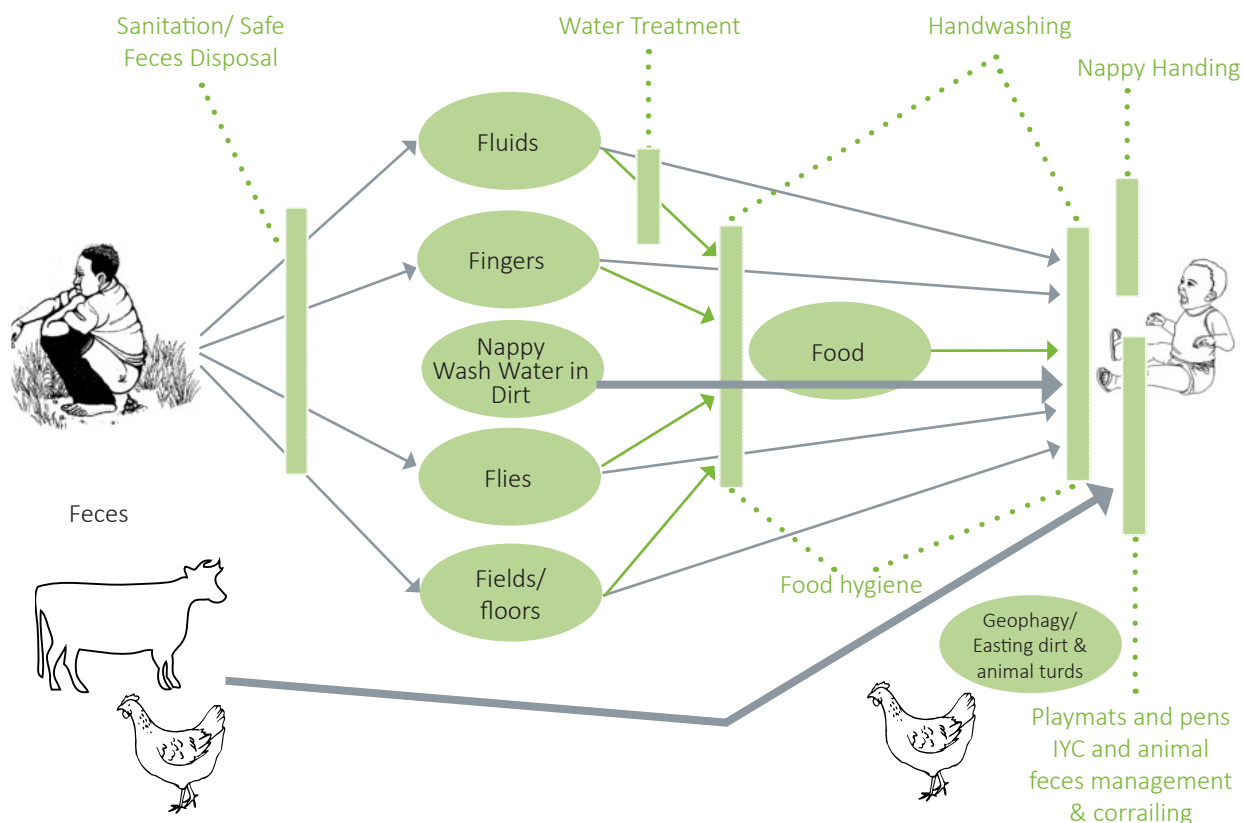 Sanitation/ Safe
Feces Disposal
Water Treatment
Handwashing
Nappy Handing
Fluids
Fingers
Nappy
Wash Water in
Dirt
Food
Flies
Feces
Fields/
floors
Food hygiene
Geophagy/
Easting dirt &
animal turds
Playmats and pens
IYC and animal
feces management
& corrailing